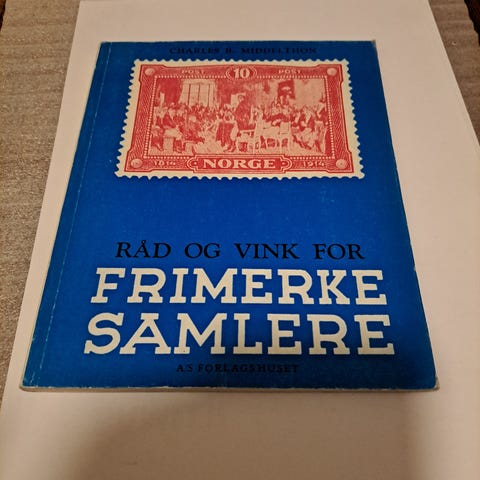 CHARLES B. MIDDELTHON
POST 10 POST
NORGE
1814 1914
RÅD OG VINK FOR
FRIMERKE
SAMLERE
A/S FORLAGSHUSET